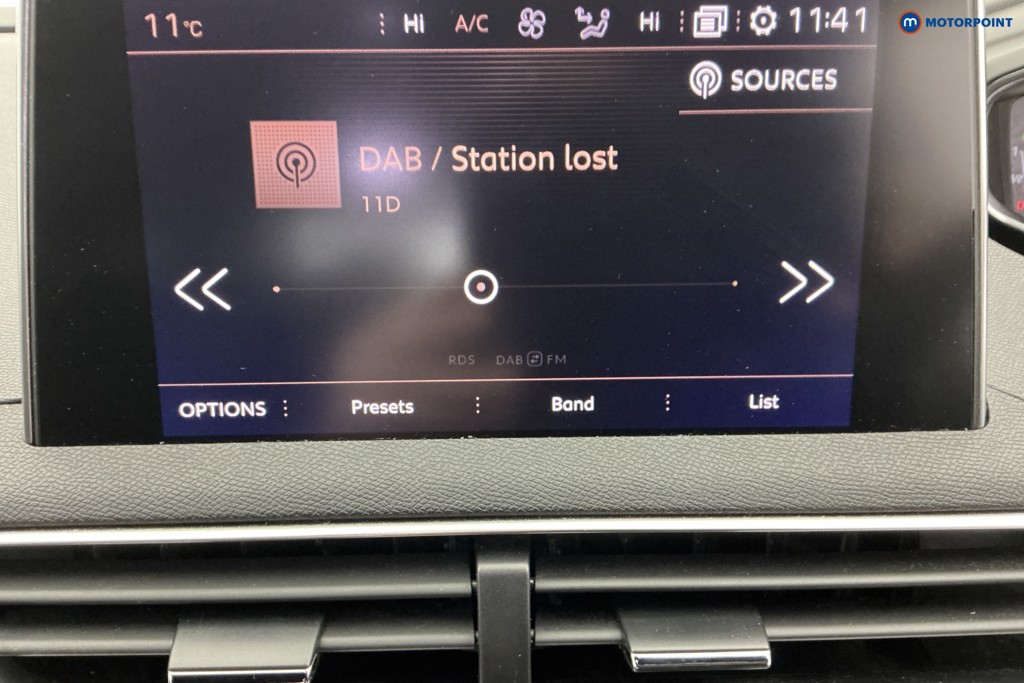 11°C Hi A/C HI 11:41
m MOTORPOINT
SOURCES
DAB / Station lost
11D
RDS DAB FM
OPTIONS Presets Band List